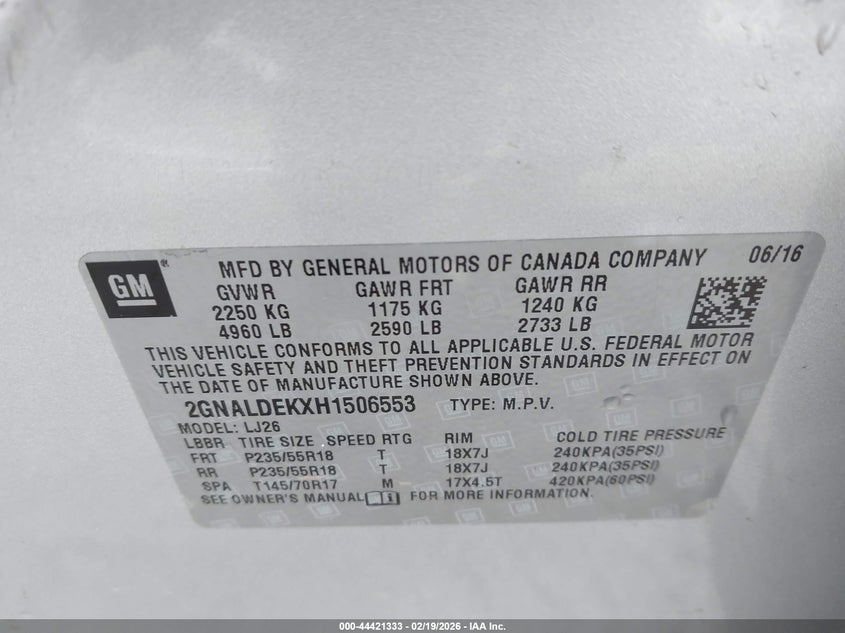 GM® MFD BY GENERAL MOTORS OF CANADA COMPANY 06/16
GVWR GAWR FRT GAWR RR
2250 KG 1175 KG 1240 KG
4960 LB 2590 LB 2733 LB
THIS VEHICLE CONFORMS TO ALL APPLICABLE U.S. FEDERAL MOTOR
VEHICLE SAFETY AND THEFT PREVENTION STANDARDS IN EFFECT ON
THE DATE OF MANUFACTURE SHOWN ABOVE.
2GNALDEKXH1506553 TYPE: M.P.V.
MODEL: LJ26
LBBR TIRE SIZE SPEED RTG RIM COLD TIRE PRESSURE
FRT P235/55R18 T 18X7J 240KPA(35PSI)
RR P235/55R18 T 18X7J 240KPA(35PSI)
SPA T145/70R17 M 17X4.5T 420KPA(60PSI)
SEE OWNER'S MANUAL FOR MORE INFORMATION.
000-44421333 - 02/19/2026 - IAA Inc.